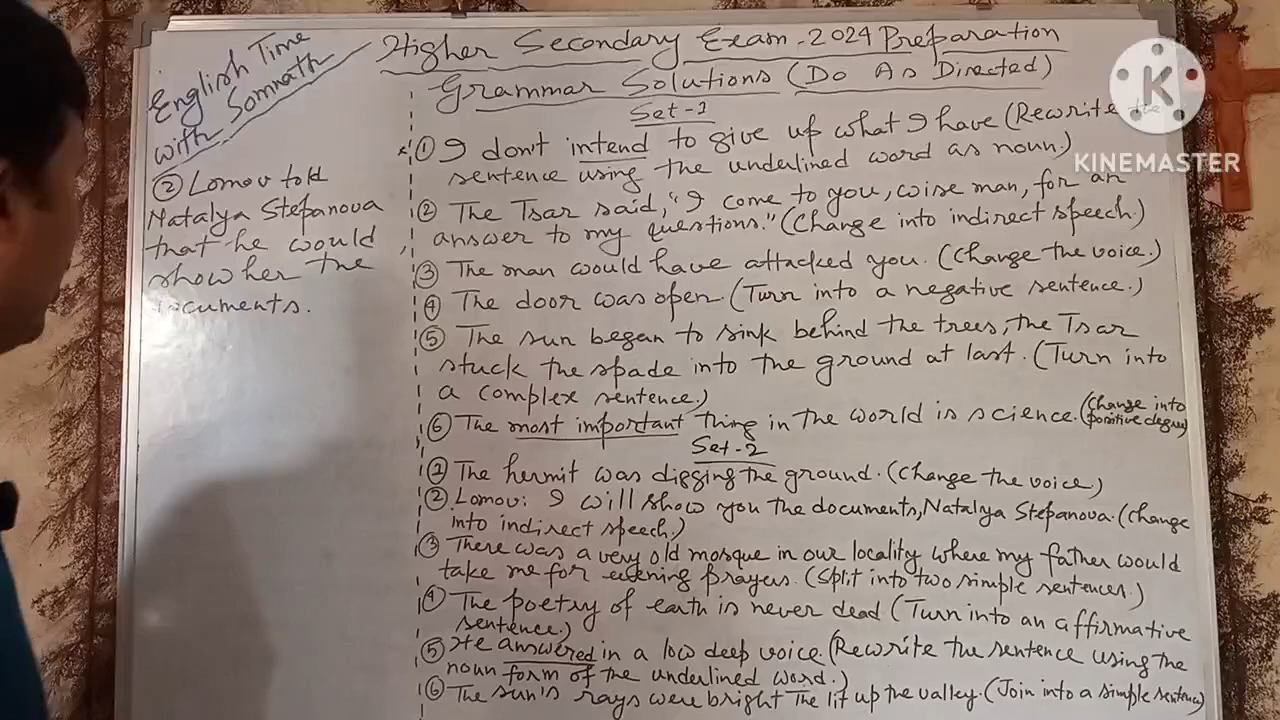 English Time
with Somnath
Higher Secondary Exam-2024 Preparation
Grammar Solutions (Do As Directed)
Set-1
① I don't intend to give up what I have (Rewrite the
sentence using the underlined word as noun.)
② The Tsar said, "I come to you, wise man, for an
answer to my questions." (Change into indirect speech.)
③ The man would have attacked you. (Change the voice.)
④ The door was open. (Turn into a negative sentence.)
⑤ The sun began to sink behind the trees, the Tsar
stuck the spade into the ground at last. (Turn into
a complex sentence.)
⑥ The most important thing in the world is science. (Change into
positive degree)
Set-2
① The hermit was digging the ground. (Change the voice)
② Lomov: I will show you the documents, Natalya Stepanova. (Change
into indirect speech.)
③ There was a very old mosque in our locality where my father would
take me for evening prayers. (Split into two simple sentences.)
④ The poetry of earth is never dead (Turn into an affirmative
sentence.)
⑤ He answered in a low deep voice. (Rewrite the sentence using the
noun form of the underlined word.)
⑥ The sun's rays were bright The lit up the valley. (Join into a simple sentence)
② Lomov told
Natalya Stepanova
that he would
show her the
documents.
K
KINEMASTER